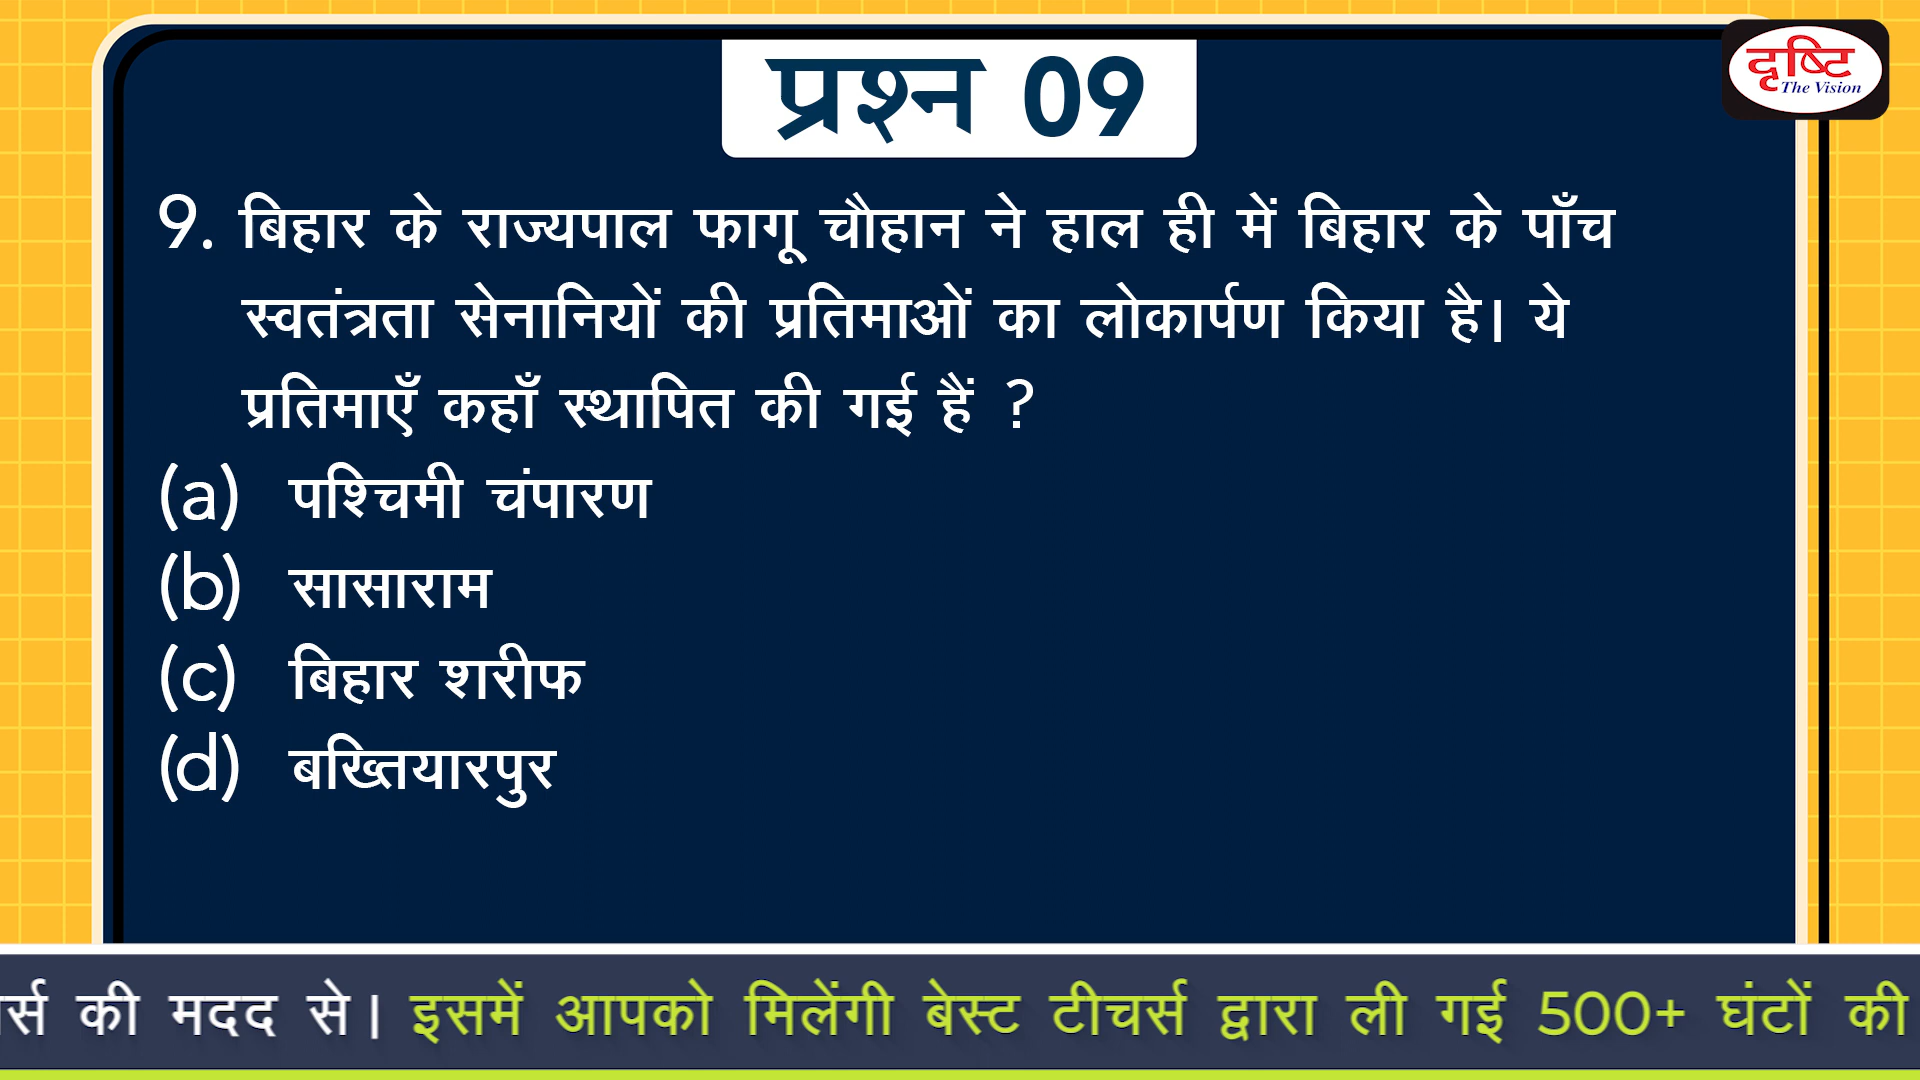 प्रश्न 09
दृष्टि
The Vision
9. बिहार के राज्यपाल फागू चौहान ने हाल ही में बिहार के पाँच
स्वतंत्रता सेनानियों की प्रतिमाओं का लोकार्पण किया है। ये
प्रतिमाएँ कहाँ स्थापित की गई हैं ?
(a) पश्चिमी चंपारण
(b) सासाराम
(c) बिहार शरीफ
(d) बख्तियारपुर
र्स की मदद से। इसमें आपको मिलेंगी बेस्ट टीचर्स द्वारा ली गई 500+ घंटों की